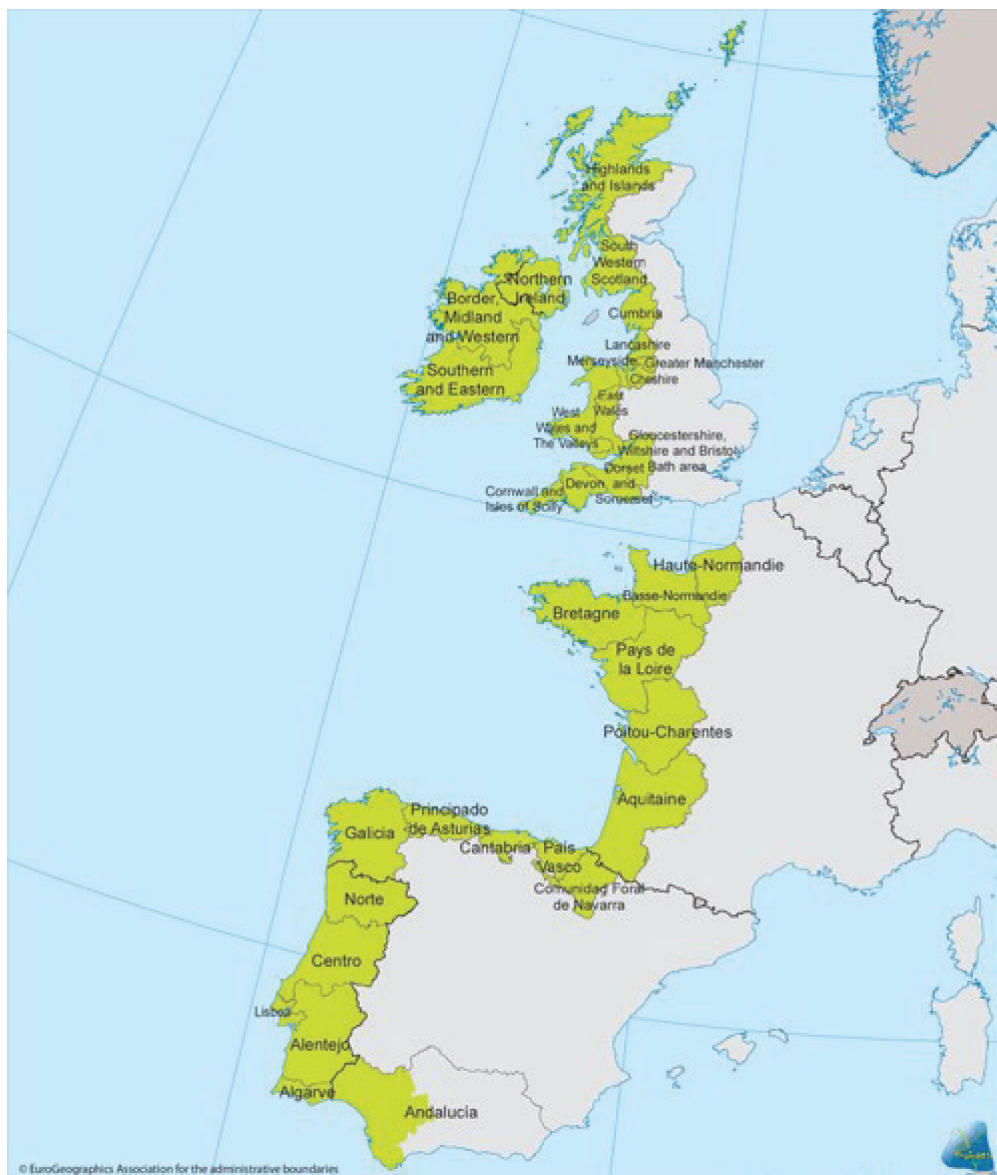 Highlands
and Islands
South
Western
Scotland
Northern
Ireland
Border,
Midland
and Western
Cumbria
Lancashire
Merseyside
Greater Manchester
Cheshire
Southern
and Eastern
East
Wales
West
Wales and
The Valleys
Gloucestershire,
Wiltshire and Bristol
Bath area
Dorset
and
Somerset
Devon
Cornwall and
Isles of Scilly
Haute-Normandie
Basse-Normandie
Bretagne
Pays de
la Loire
Poitou-Charentes
Aquitaine
Principado
de Asturias
Galicia
Cantabria
País
Vasco
Comunidad Foral
de Navarra
Norte
Centro
Lisboa
Alentejo
Algarve
Andalucía
© EuroGeographics Association for the administrative boundaries